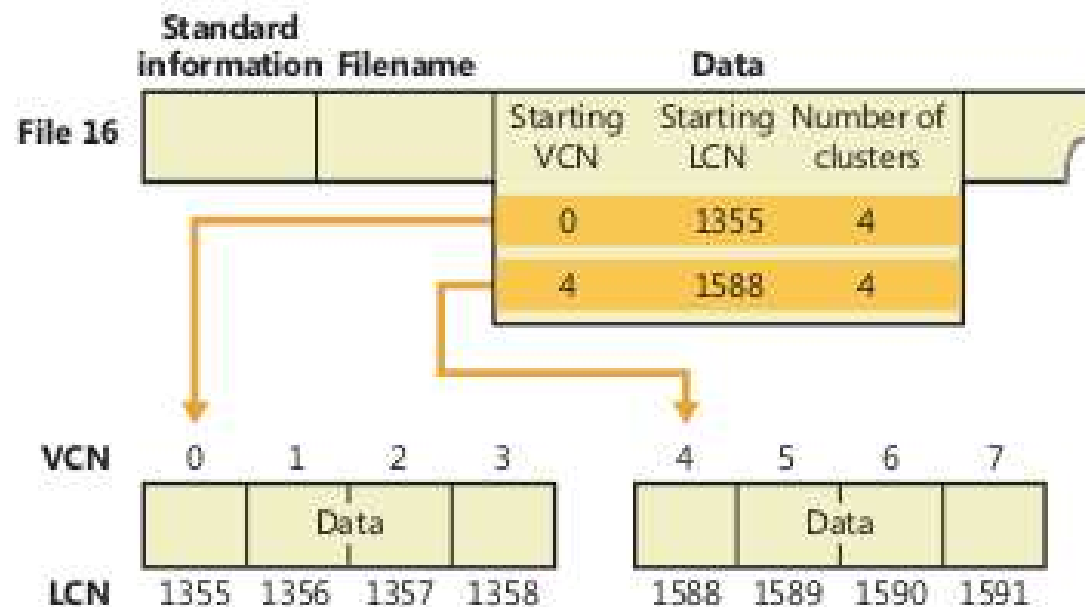 Standard information Filename Data
File 16
Starting VCN Starting LCN Number of clusters
0 1355 4
4 1588 4
VCN 0 1 2 3 4 5 6 7
Data Data
LCN 1355 1356 1357 1358 1588 1589 1590 1591